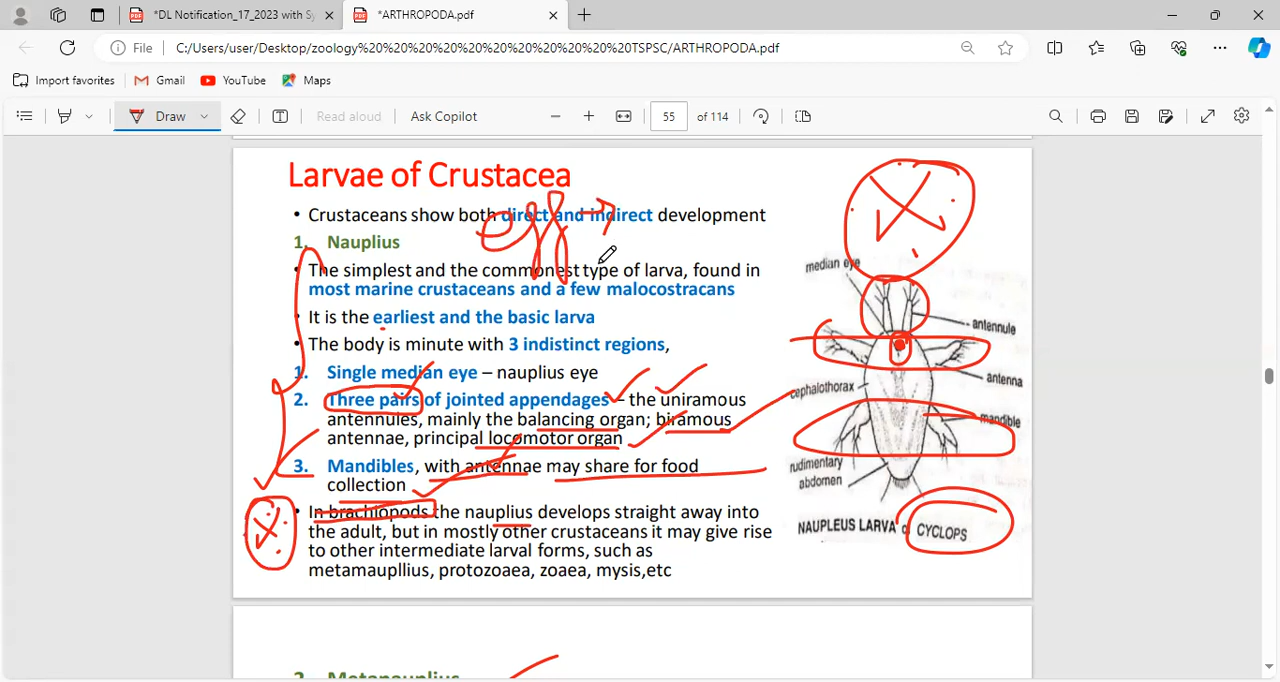 *DL Notification_17_2023 with Sy
*ARTHROPODA.pdf
File
C:/Users/user/Desktop/zoology%20%20%20%20%20%20%20%20%20%20TSPSC/ARTHROPODA.pdf
Import favorites
Gmail
YouTube
Maps
Draw
Read aloud
Ask Copilot
55
of 114
Larvae of Crustacea
• Crustaceans show both direct and indirect development
1. Nauplius
• The simplest and the commonest type of larva, found in
most marine crustaceans and a few malocostracans
• It is the earliest and the basic larva
• The body is minute with 3 indistinct regions,
1. Single median eye – nauplius eye
2. Three pairs of jointed appendages – the uniramous
antennules, mainly the balancing organ; biramous
antennae, principal locomotor organ
3. Mandibles, with antennae may share for food
collection
• In brachiopods the nauplius develops straight away into
the adult, but in mostly other crustaceans it may give rise
to other intermediate larval forms, such as
metamaupllius, protozoaea, zoaea, mysis,etc
egg →
median eye
antennule
antenna
cephalothorax
mandible
rudimentary
abdomen
NAUPLEUS LARVA of CYCLOPS
2. Metanauplius